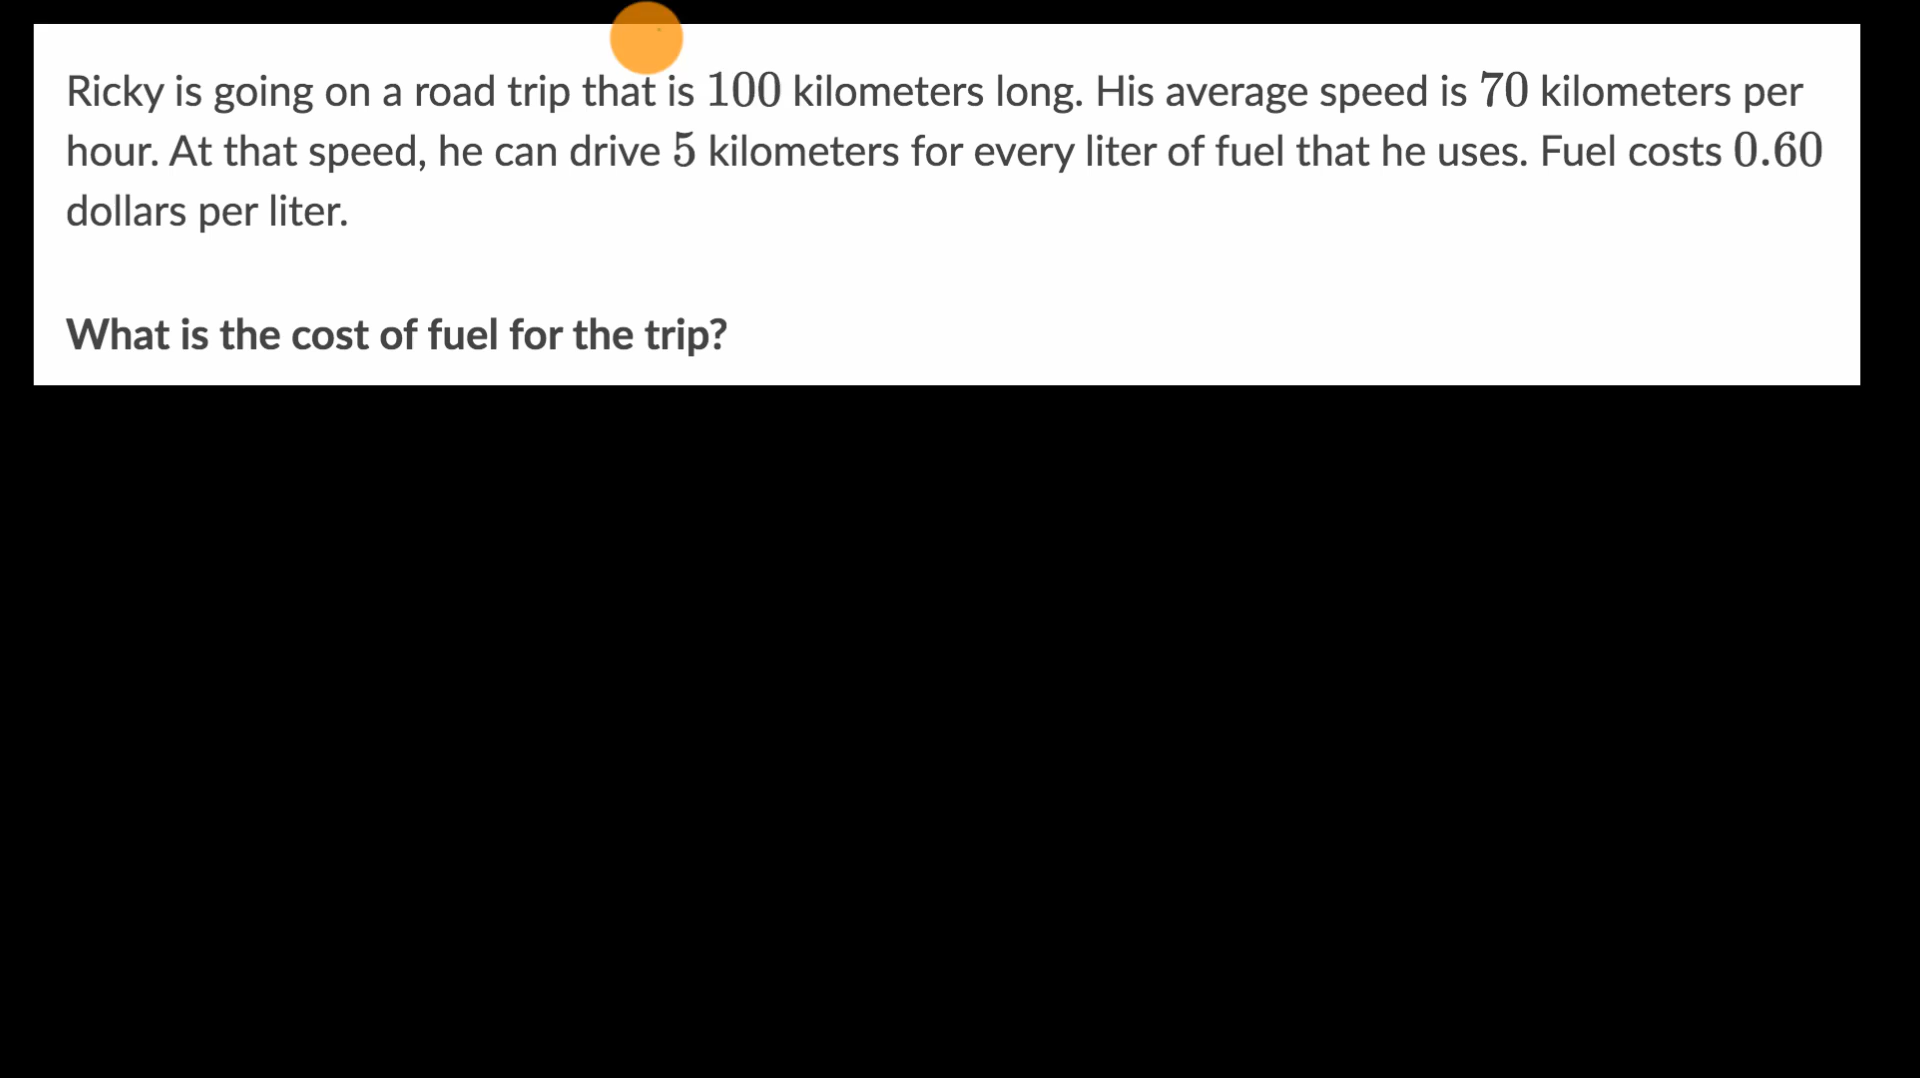 Ricky is going on a road trip that is 100 kilometers long. His average speed is 70 kilometers per
hour. At that speed, he can drive 5 kilometers for every liter of fuel that he uses. Fuel costs 0.60
dollars per liter.
What is the cost of fuel for the trip?